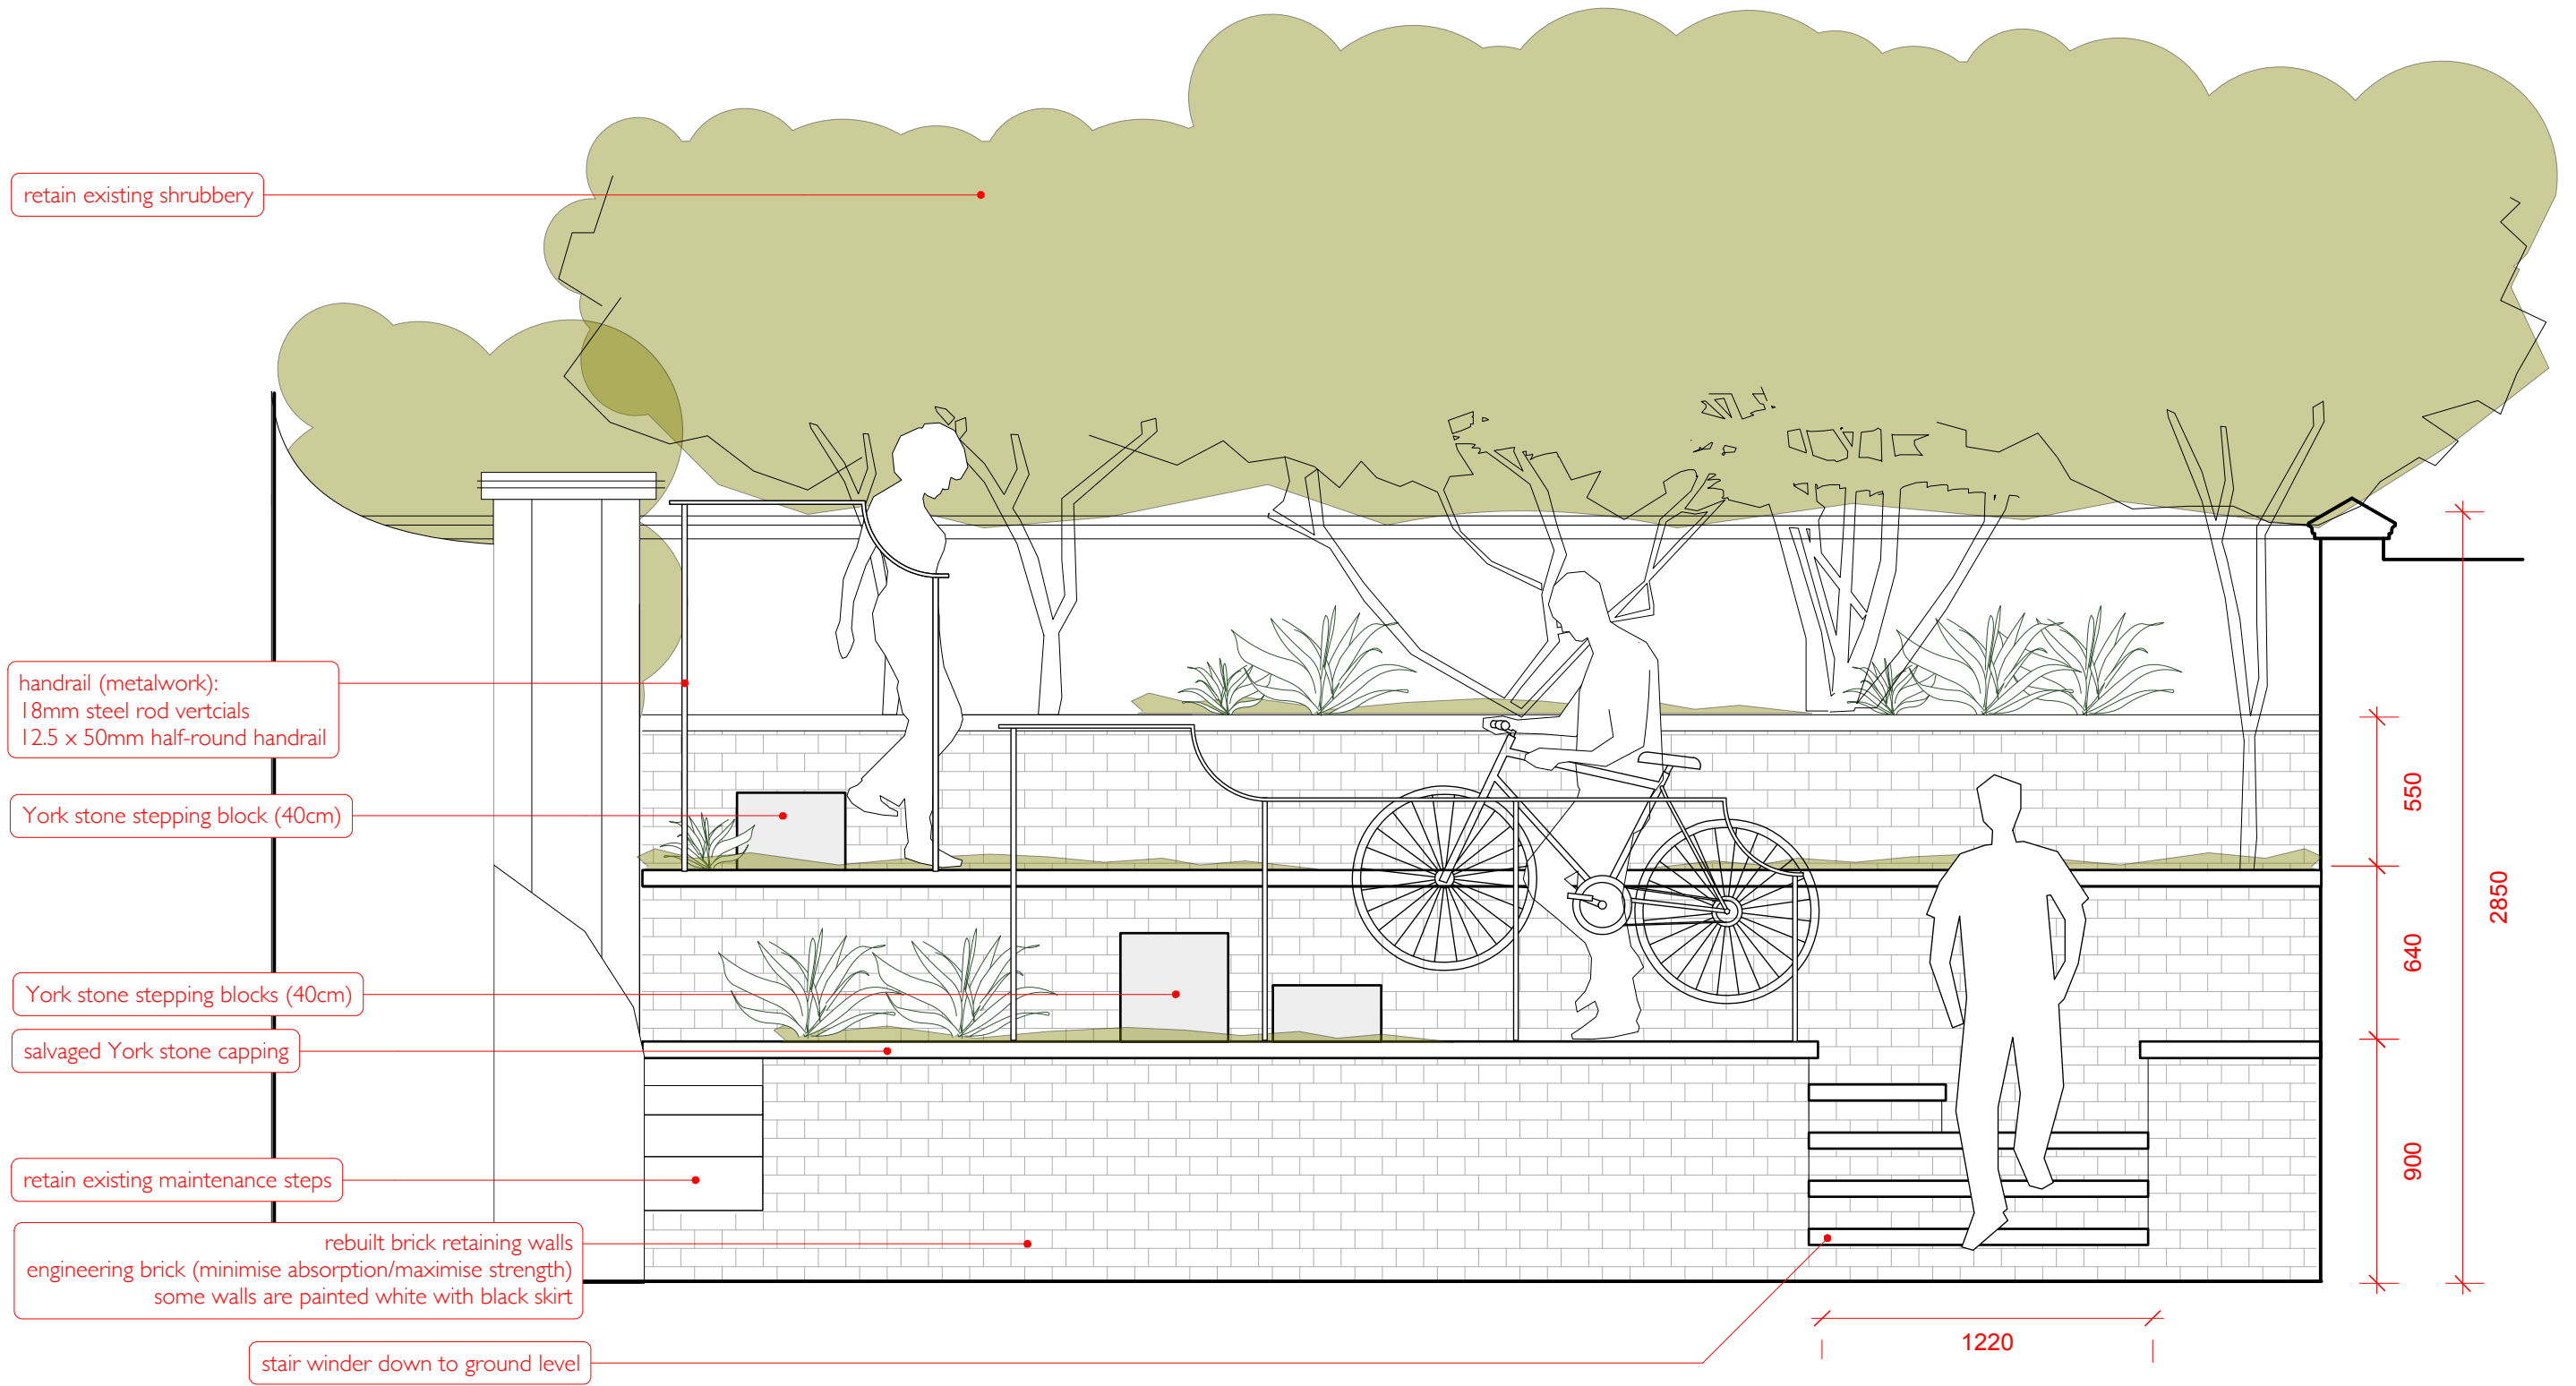 retain existing shrubbery
handrail (metalwork):
18mm steel rod vertcials
12.5 x 50mm half-round handrail
York stone stepping block (40cm)
York stone stepping blocks (40cm)
salvaged York stone capping
retain existing maintenance steps
rebuilt brick retaining walls
engineering brick (minimise absorption/maximise strength)
some walls are painted white with black skirt
stair winder down to ground level
550
640
900
2850
1220